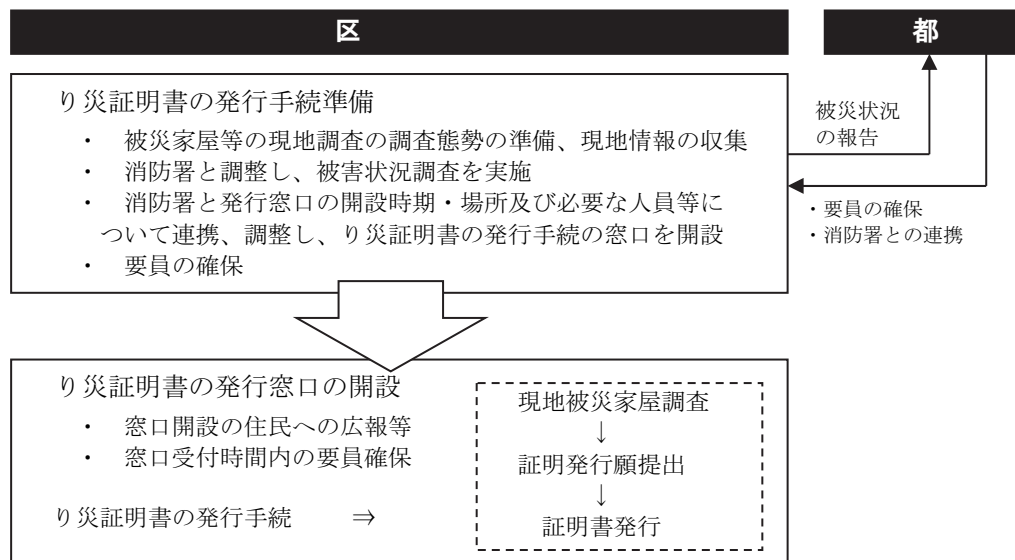 区
都
り災証明書の発行手続準備
・ 被災家屋等の現地調査の調査態勢の準備、現地情報の収集
・ 消防署と調整し、被害状況調査を実施
・ 消防署と発行窓口の開設時期・場所及び必要な人員等に
ついて連携、調整し、り災証明書の発行手続の窓口を開設
・ 要員の確保
被災状況
の報告
・要員の確保
・消防署との連携
り災証明書の発行窓口の開設
・ 窓口開設の住民への広報等
・ 窓口受付時間内の要員確保
り災証明書の発行手続 ⇒
現地被災家屋調査
↓
証明発行願提出
↓
証明書発行